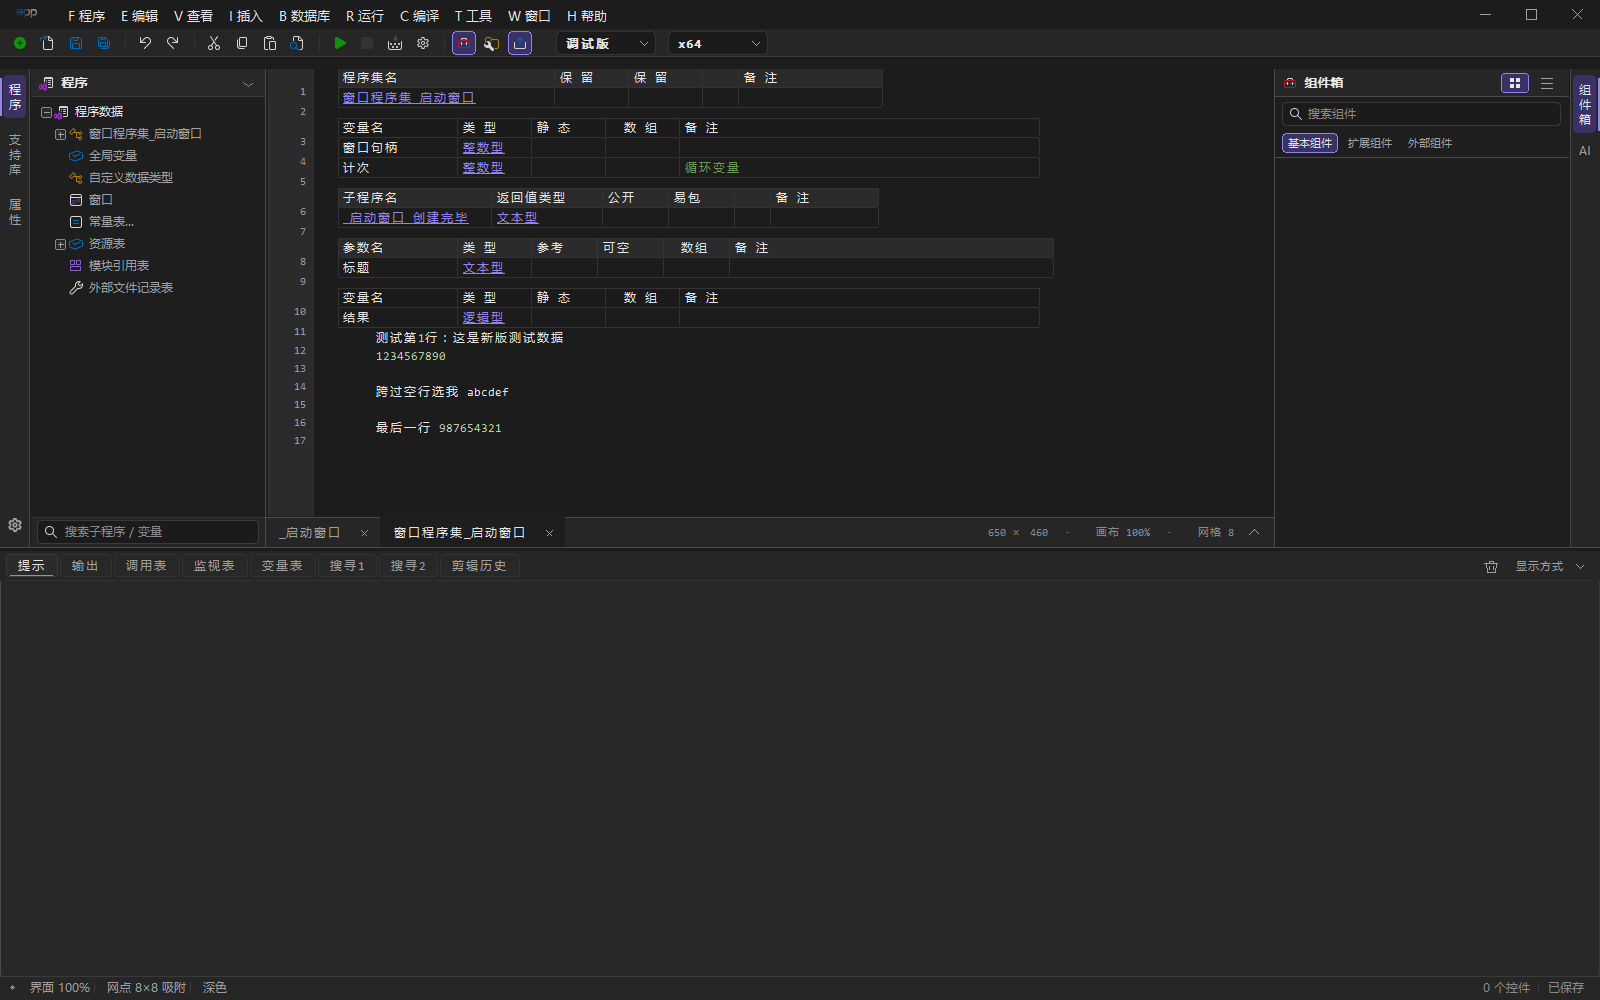 epp F 程序 E 编辑 V 查看 I 插入 B 数据库 R 运行 C 编译 T 工具 W 窗口 H 帮助
调试版 x64
程序
支持库
属性
程序
程序数据
窗口程序集_启动窗口
全局变量
自定义数据类型
窗口
常量表...
资源表
模块引用表
外部文件记录表
搜索子程序 / 变量
1
2
3
4
5
6
7
8
9
10
11
12
13
14
15
16
17
程序集名 保 留 保 留 备 注
窗口程序集_启动窗口
变量名 类 型 静 态 数 组 备 注
窗口句柄 整数型
计次 整数型 循环变量
子程序名 返回值类型 公开 易包 备 注
_启动窗口_创建完毕 文本型
参数名 类 型 参考 可空 数组 备 注
标题 文本型
变量名 类 型 静 态 数 组 备 注
结果 逻辑型
测试第1行：这是新版测试数据
1234567890
跨过空行选我 abcdef
最后一行 987654321
_启动窗口 窗口程序集_启动窗口 650 × 460 · 画布 100% · 网格 8
组件箱
搜索组件
基本组件 扩展组件 外部组件
组件箱
AI
提示 输出 调用表 监视表 变量表 搜寻1 搜寻2 剪辑历史 显示方式
界面 100% 网点 8×8 吸附 深色 0 个控件 已保存